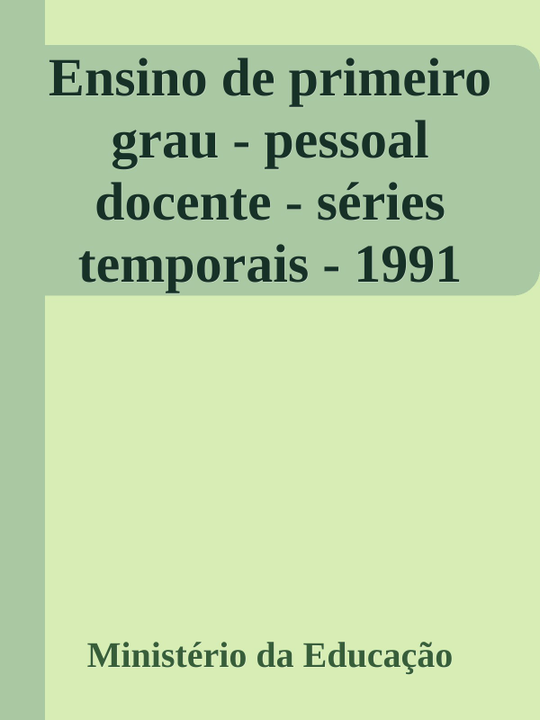 Ensino de primeiro
grau - pessoal
docente - séries
temporais - 1991
Ministério da Educação